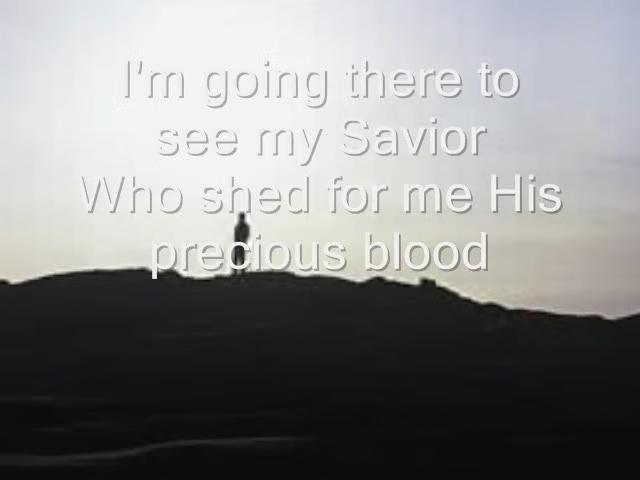 I'm going there to
see my Savior
Who shed for me His
precious blood